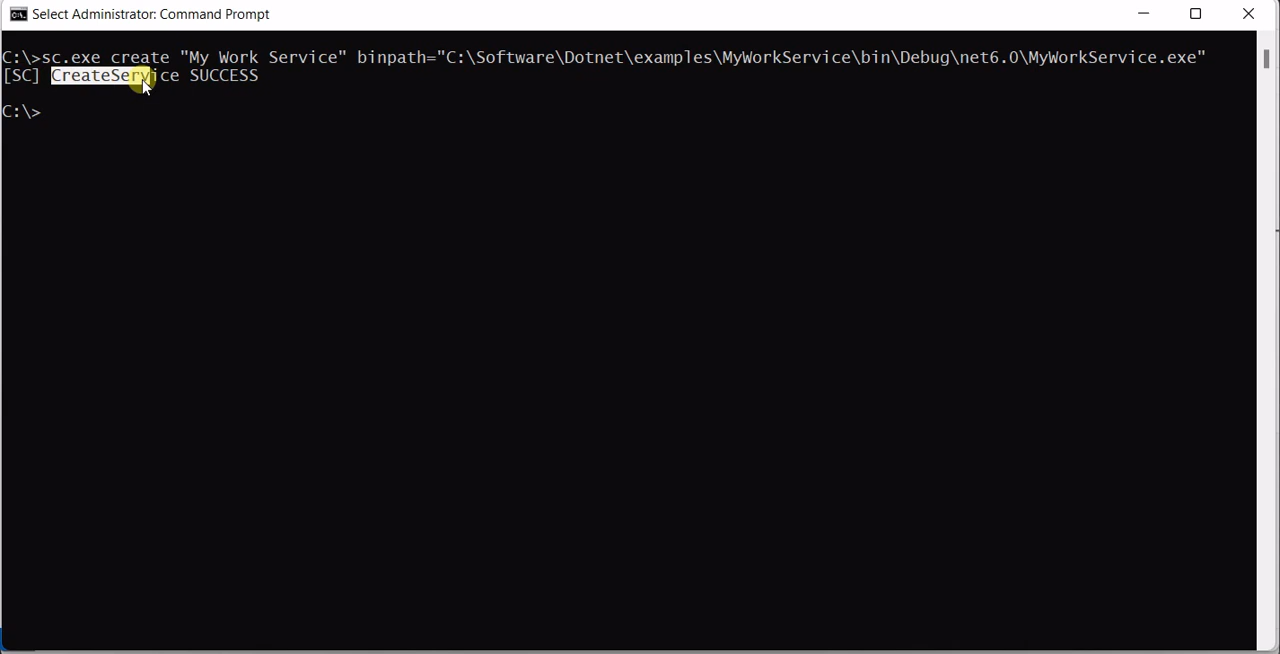 Select Administrator: Command Prompt
C:\>sc.exe create "My Work Service" binpath="C:\Software\Dotnet\examples\MyWorkService\bin\Debug\net6.0\MyWorkService.exe"
[SC] CreateService SUCCESS
C:\>